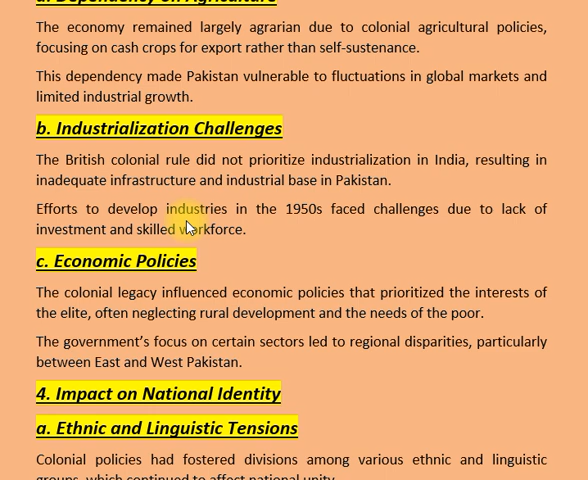 a. Dependency on Agriculture
The economy remained largely agrarian due to colonial agricultural policies,
focusing on cash crops for export rather than self-sustenance.
This dependency made Pakistan vulnerable to fluctuations in global markets and
limited industrial growth.
b. Industrialization Challenges
The British colonial rule did not prioritize industrialization in India, resulting in
inadequate infrastructure and industrial base in Pakistan.
Efforts to develop industries in the 1950s faced challenges due to lack of
investment and skilled workforce.
c. Economic Policies
The colonial legacy influenced economic policies that prioritized the interests of
the elite, often neglecting rural development and the needs of the poor.
The government’s focus on certain sectors led to regional disparities, particularly
between East and West Pakistan.
4. Impact on National Identity
a. Ethnic and Linguistic Tensions
Colonial policies had fostered divisions among various ethnic and linguistic
groups, which continued to affect national unity.